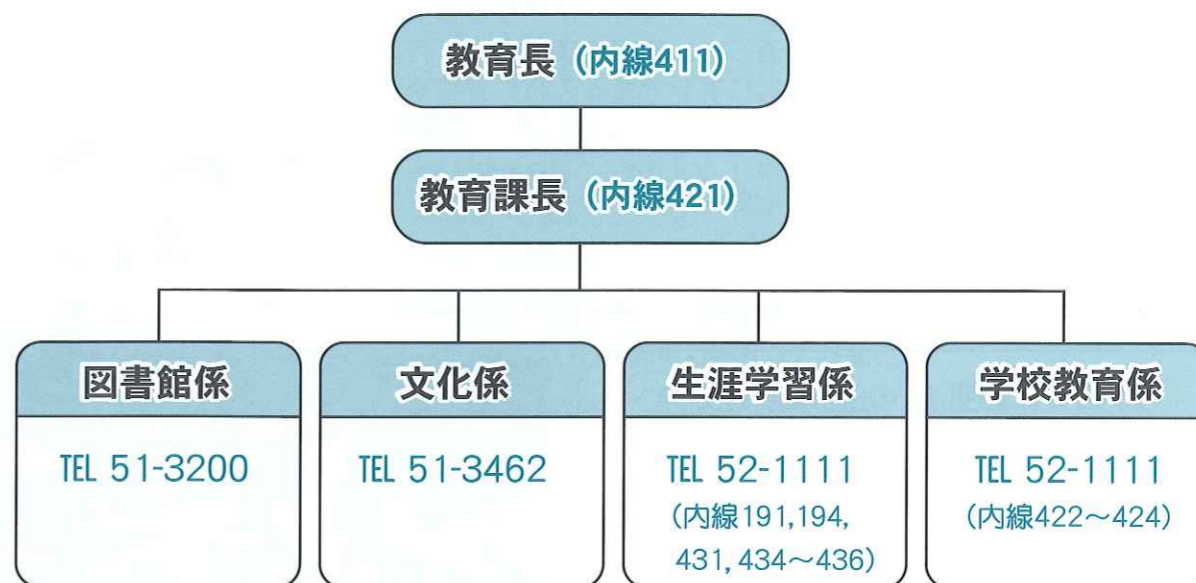 教育長（内線411）
教育課長（内線421）
図書館係
TEL 51-3200
文化係
TEL 51-3462
生涯学習係
TEL 52-1111
（内線191,194,
431,434～436）
学校教育係
TEL 52-1111
（内線422～424）